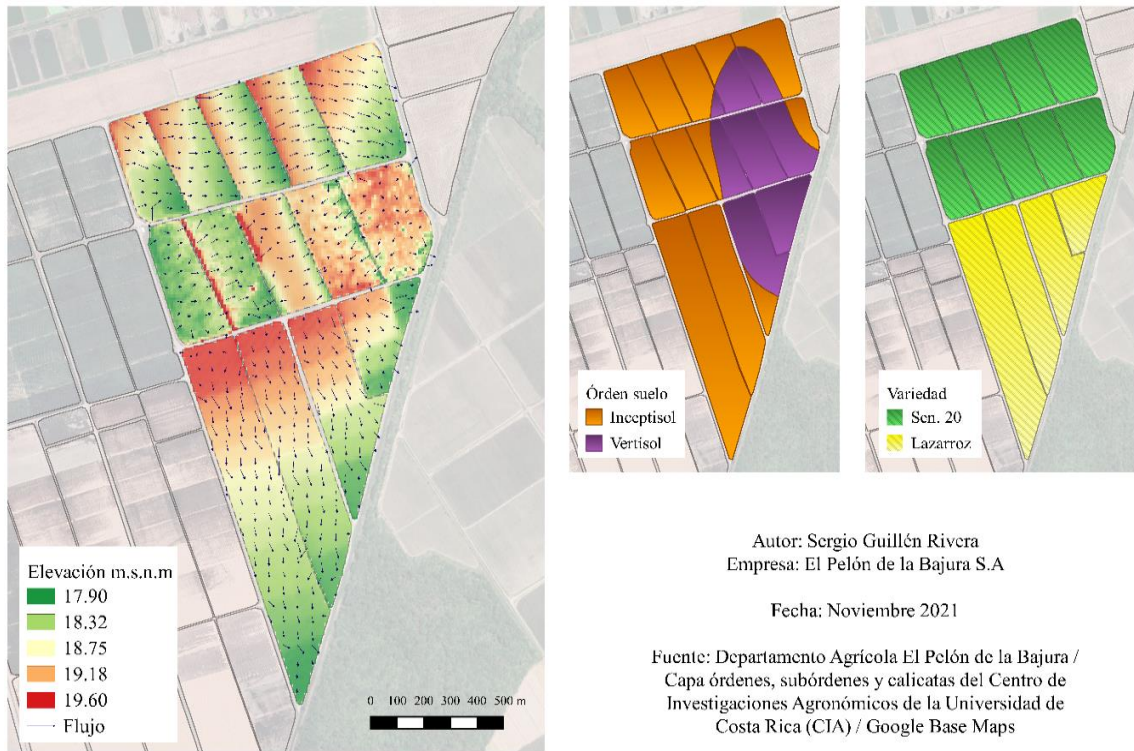 Elevación m.s.n.m
17.90
18.32
18.75
19.18
19.60
Flujo
0 100 200 300 400 500 m
Órden suelo
Inceptisol
Vertisol
Variedad
Sen. 20
Lazarroz
Autor: Sergio Guillén Rivera
Empresa: El Pelón de la Bajura S.A
Fecha: Noviembre 2021
Fuente: Departamento Agrícola El Pelón de la Bajura /
Capa órdenes, subórdenes y calicatas del Centro de
Investigaciones Agronómicos de la Universidad de
Costa Rica (CIA) / Google Base Maps